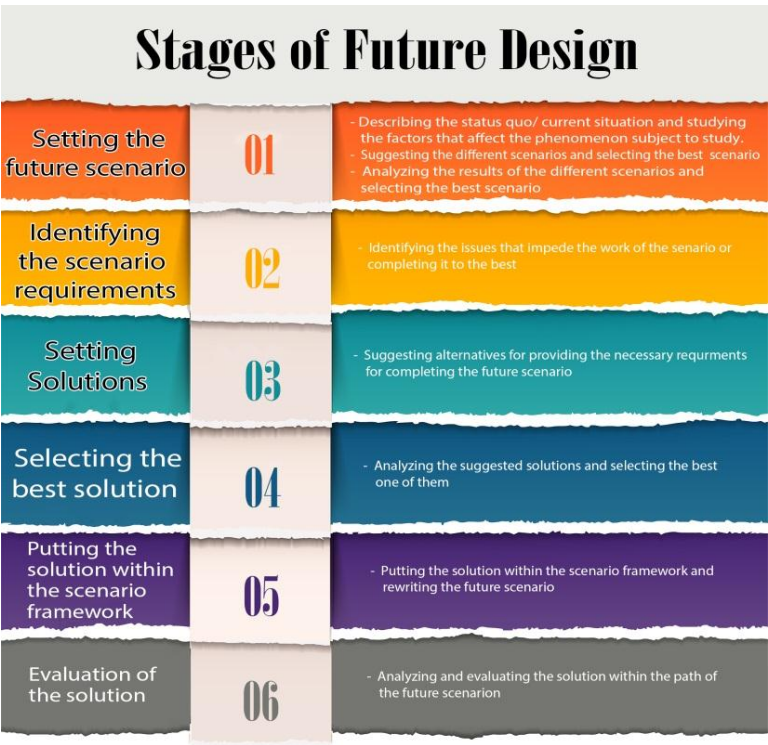 Stages of Future Design
Setting the
future scenario
01
- Describing the status quo/ current situation and studying
the factors that affect the phenomenon subject to study.
- Suggesting the different scenarios and selecting the best scenario
- Analyzing the results of the different scenarios and
selecting the best scenario
Identifying
the scenario
requirements
02
- Identifying the issues that impede the work of the senario or
completing it to the best
Setting
Solutions
03
- Suggesting alternatives for providing the necessary requrments
for completing the future scenario
Selecting the
best solution
04
- Analyzing the suggested solutions and selecting the best
one of them
Putting the
solution within
the scenario
framework
05
- Putting the solution within the scenario framework and
rewriting the future scenario
Evaluation of
the solution
06
- Analyzing and evaluating the solution within the path of
the future scenarion